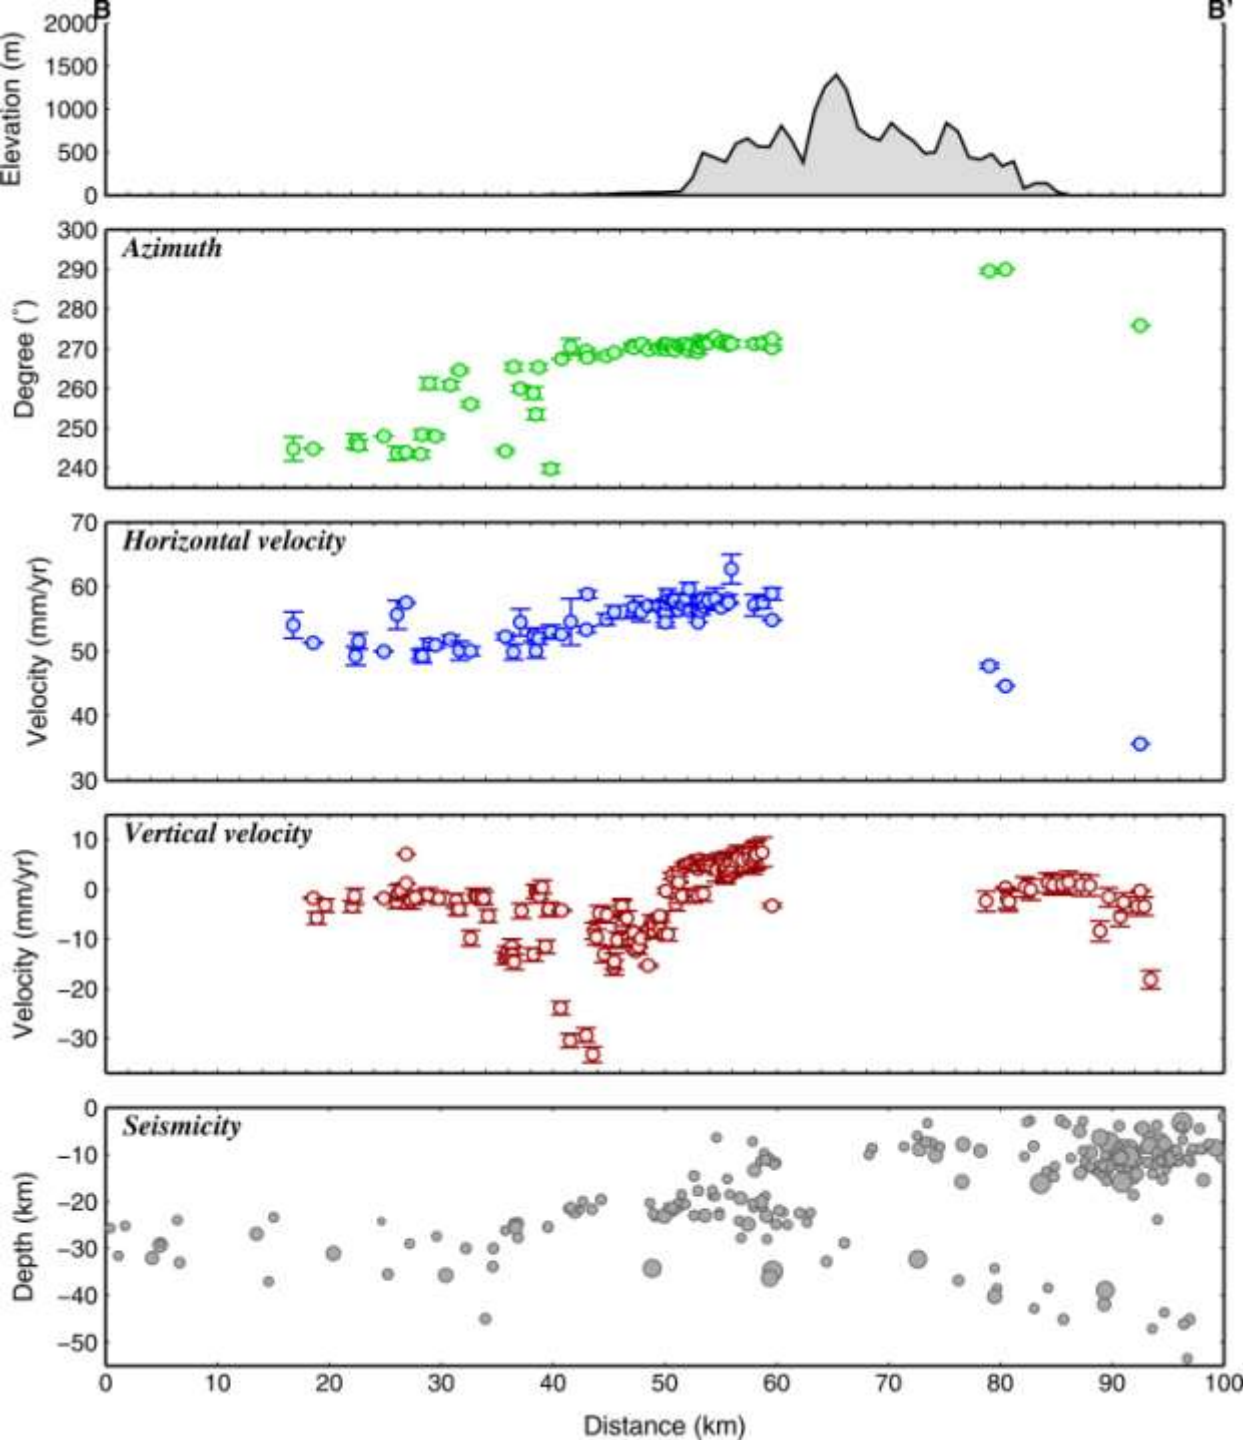 B B'
2000
1500
1000
500
0
Elevation (m)
Azimuth
300
290
280
270
260
250
240
Degree (°)
Horizontal velocity
70
60
50
40
30
Velocity (mm/yr)
Vertical velocity
10
0
−10
−20
−30
Velocity (mm/yr)
Seismicity
0
−10
−20
−30
−40
−50
Depth (km)
0 10 20 30 40 50 60 70 80 90 100
Distance (km)